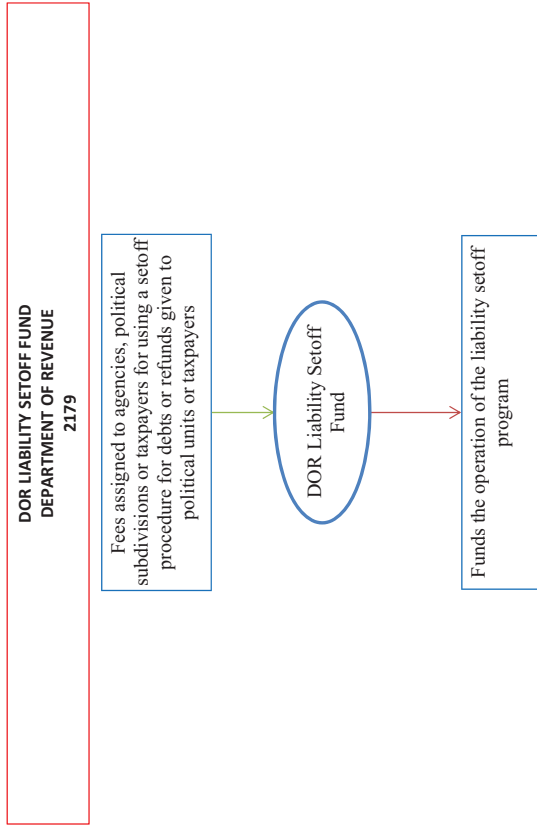 DOR LIABILITY SETOFF FUND
DEPARTMENT OF REVENUE
2179
Fees assigned to agencies, political
subdivisions or taxpayers for using a setoff
procedure for debts or refunds given to
political units or taxpayers
DOR Liability Setoff
Fund
Funds the operation of the liability setoff
program